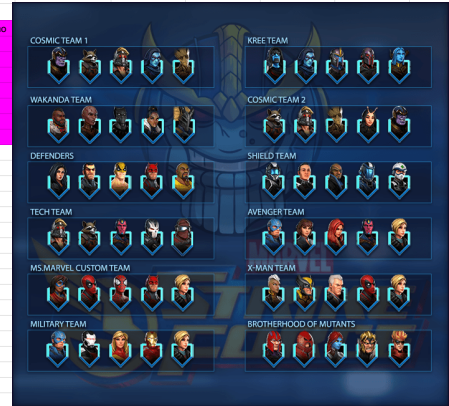 COSMIC TEAM 1
KREE TEAM
WAKANDA TEAM
COSMIC TEAM 2
DEFENDERS
SHIELD TEAM
TECH TEAM
AVENGER TEAM
MARVEL
MS.MARVEL CUSTOM TEAM
X-MAN TEAM
MILITARY TEAM
BROTHERHOOD OF MUTANTS